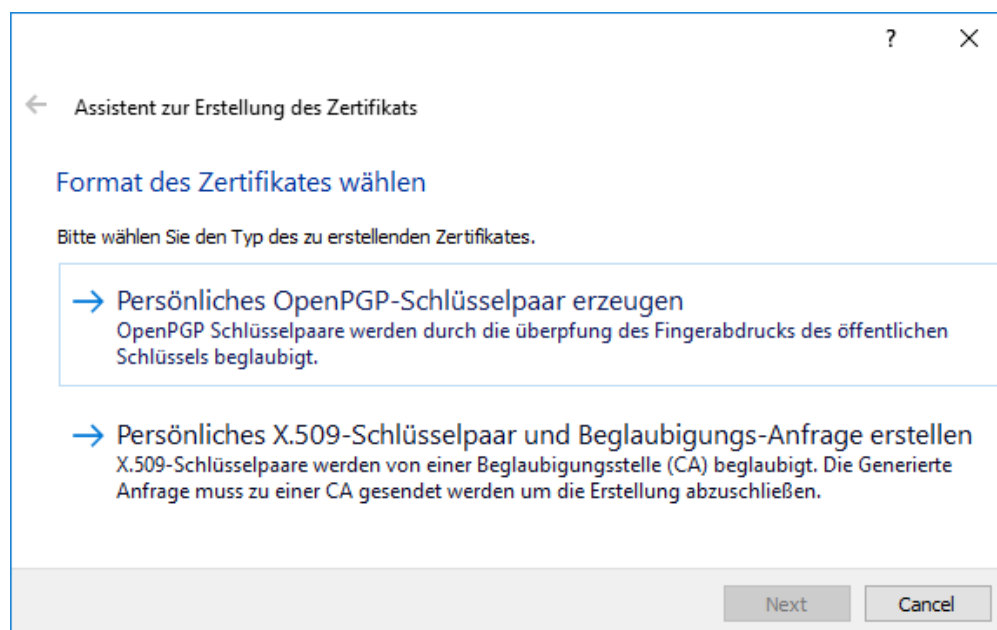 ?
Assistent zur Erstellung des Zertifikats
Format des Zertifikates wählen
Bitte wählen Sie den Typ des zu erstellenden Zertifikates.
Persönliches OpenPGP-Schlüsselpaar erzeugen
OpenPGP Schlüsselpaare werden durch die überpfung des Fingerabdrucks des öffentlichen
Schlüssels beglaubigt.
Persönliches X.509-Schlüsselpaar und Beglaubigungs-Anfrage erstellen
X.509-Schlüsselpaare werden von einer Beglaubigungsstelle (CA) beglaubigt. Die Generierte
Anfrage muss zu einer CA gesendet werden um die Erstellung abzuschließen.
Next Cancel